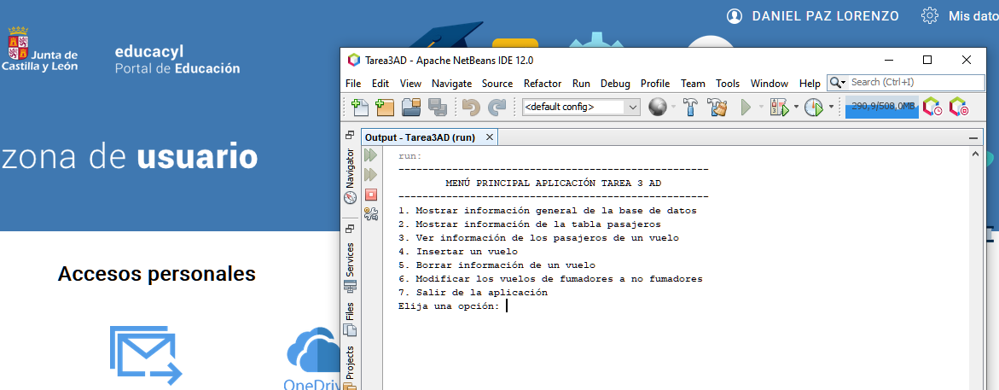 DANIEL PAZ LORENZO
Mis dato
Junta de
Castilla y León
educacyl
Portal de Educación
zona de usuario
Accesos personales
OneDriv
Tarea3AD - Apache NetBeans IDE 12.0
File Edit View Navigate Source Refactor Run Debug Profile Team Tools Window Help
Search (Ctrl+I)
<default config>
290,9/508,0MB
Navigator
Services
Files
Projects
Output - Tarea3AD (run)
run:
----------------------------------------------------
MENÚ PRINCIPAL APLICACIÓN TAREA 3 AD
----------------------------------------------------
1. Mostrar información general de la base de datos
2. Mostrar información de la tabla pasajeros
3. Ver información de los pasajeros de un vuelo
4. Insertar un vuelo
5. Borrar información de un vuelo
6. Modificar los vuelos de fumadores a no fumadores
7. Salir de la aplicación
Elija una opción: